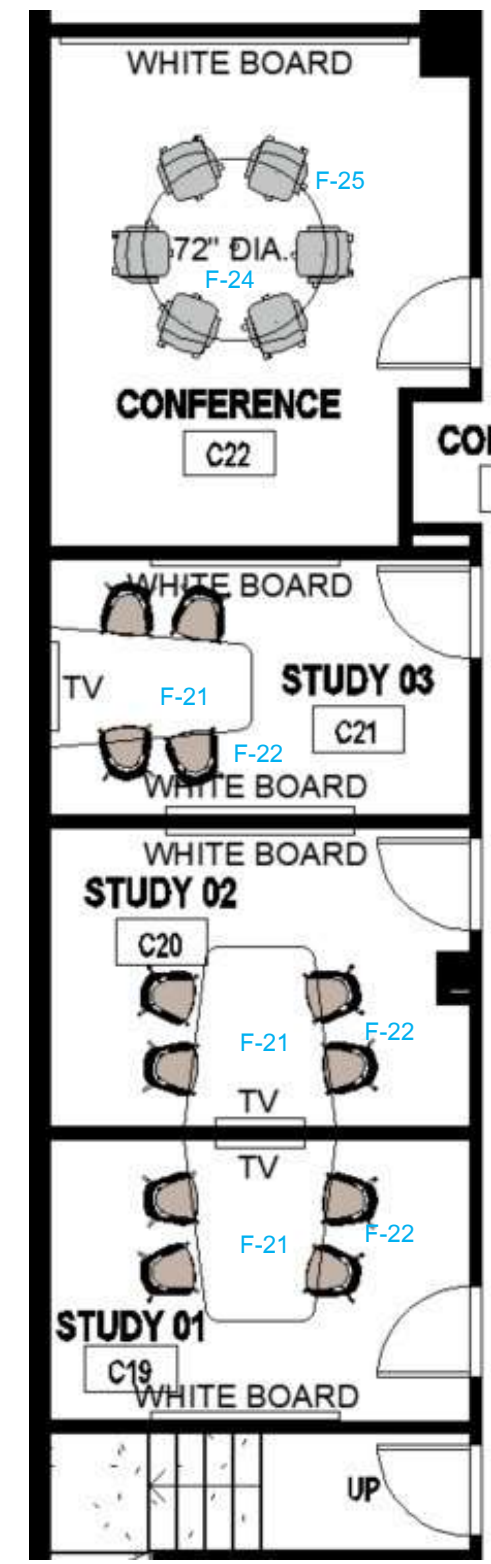 WHITE BOARD
F-25
72" DIA.
F-24
CONFERENCE
C22
WHITE BOARD
STUDY 03
TV
F-21
C21
F-22
WHITE BOARD
WHITE BOARD
STUDY 02
C20
F-22
F-21
TV
TV
F-22
F-21
STUDY 01
C19
WHITE BOARD
UP